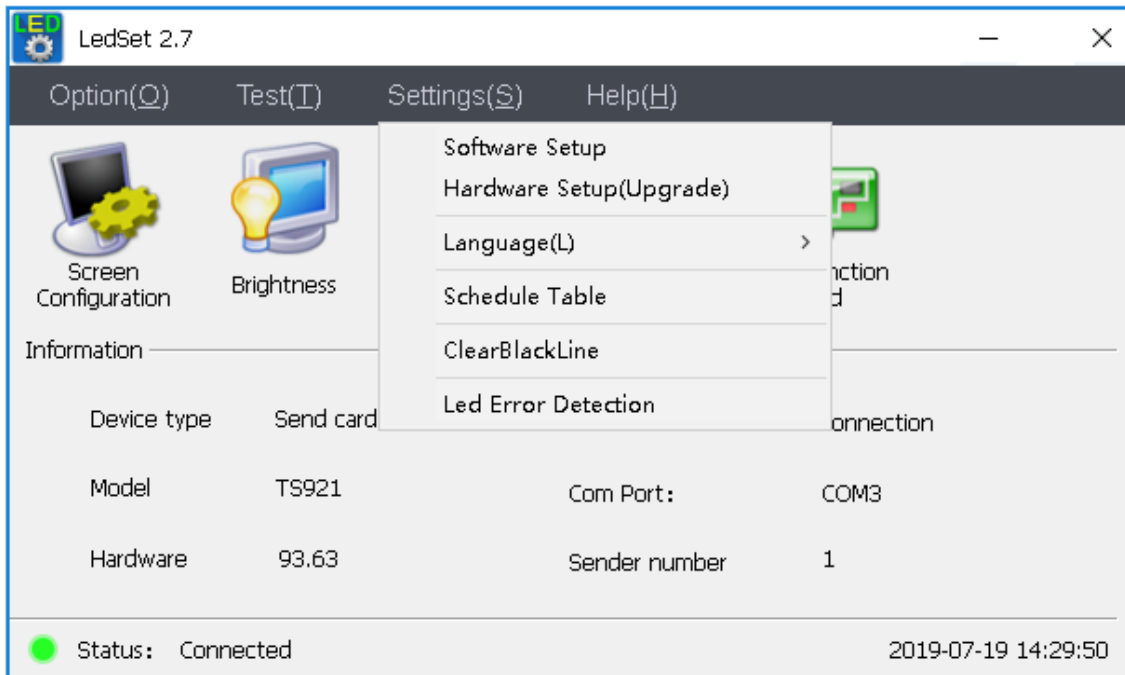 LED
LedSet 2.7
Option(O) Test(T) Settings(S) Help(H)
Software Setup
Hardware Setup(Upgrade)
Language(L)
Schedule Table
ClearBlackLine
Led Error Detection
Screen
Configuration
Brightness
Information
Device type Send card
Model TS921 Com Port: COM3
Hardware 93.63 Sender number 1
Status: Connected 2019-07-19 14:29:50